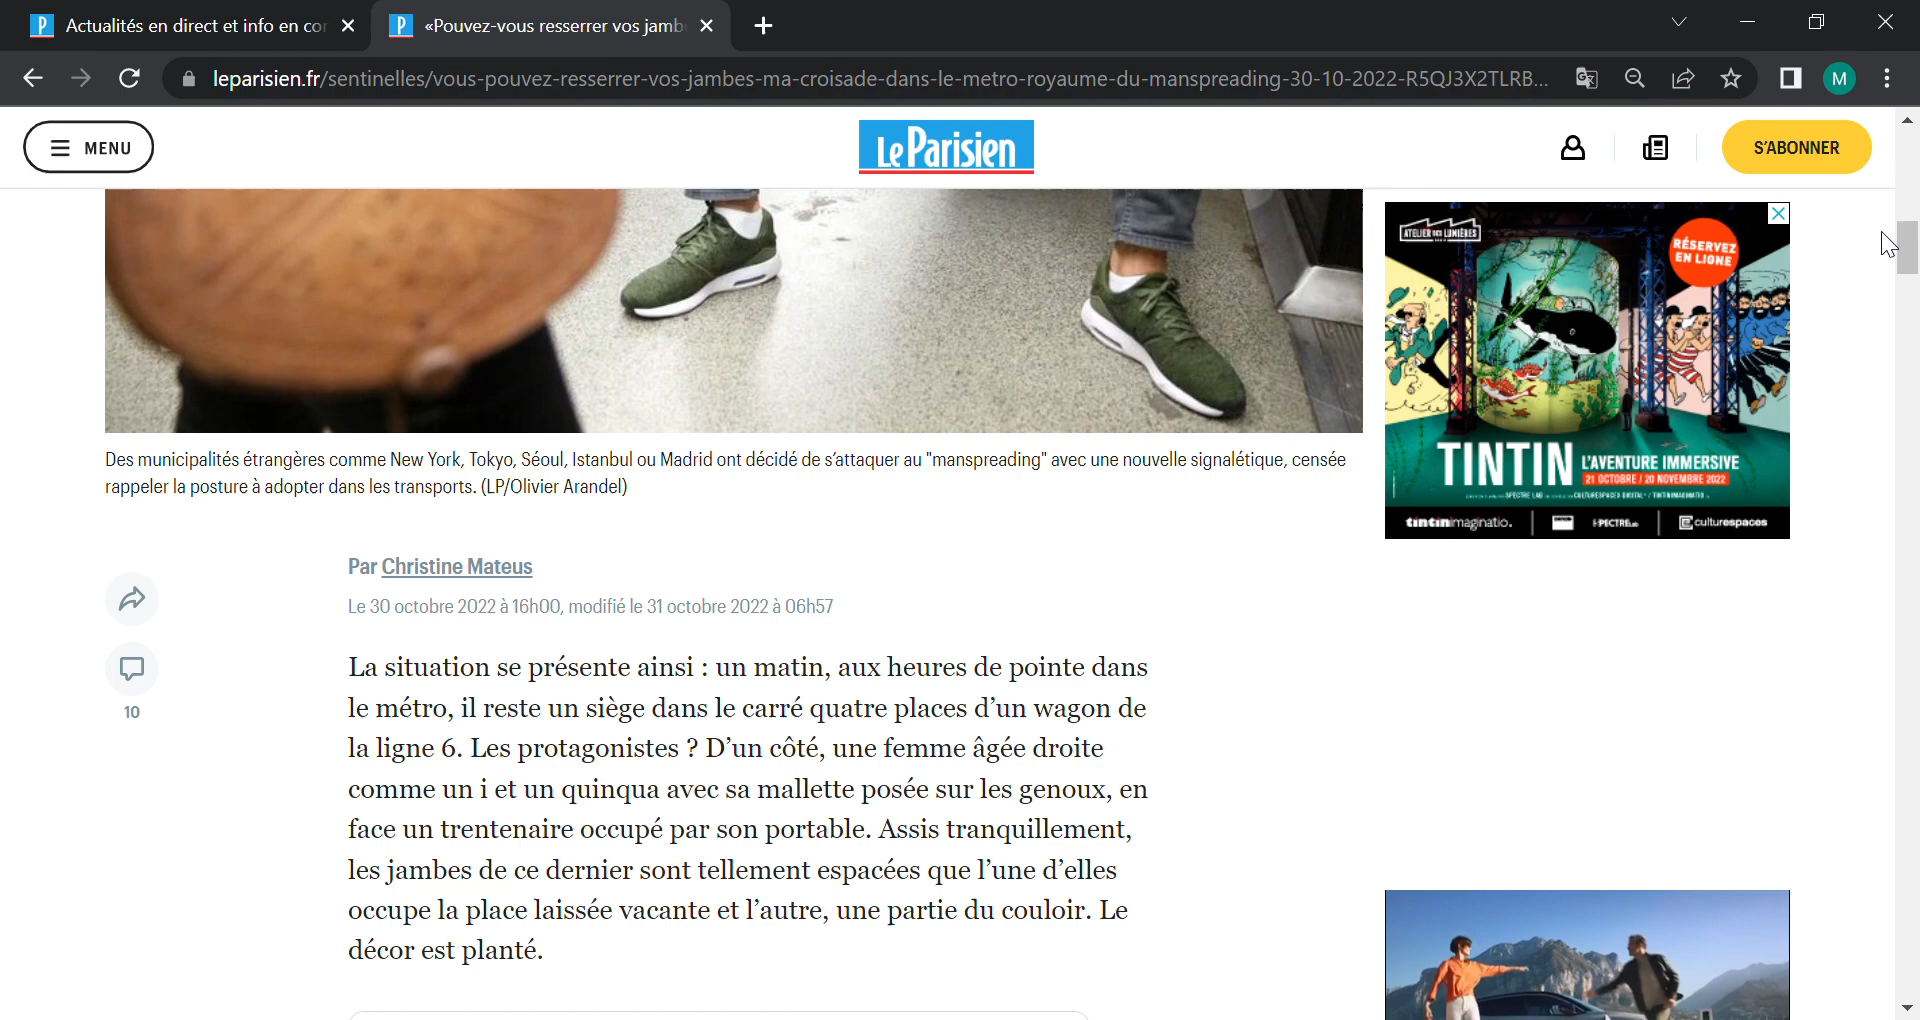 Actualités en direct et info en co
«Pouvez-vous resserrer vos jamb
leparisien.fr/sentinelles/vous-pouvez-resserrer-vos-jambes-ma-croisade-dans-le-metro-royaume-du-manspreading-30-10-2022-R5QJ3X2TLRB...
M
MENU
Le Parisien
S'ABONNER
ATELIER DES LUMIÈRES
RÉSERVEZ
EN LIGNE
TINTIN L'AVENTURE IMMERSIVE
21 OCTOBRE / 20 NOVEMBRE 2022
tintinimaginatio.
culturespaces
Des municipalités étrangères comme New York, Tokyo, Séoul, Istanbul ou Madrid ont décidé de s'attaquer au "manspreading" avec une nouvelle signalétique, censée
rappeler la posture à adopter dans les transports. (LP/Olivier Arandel)
Par Christine Mateus
Le 30 octobre 2022 à 16h00, modifié le 31 octobre 2022 à 06h57
10
La situation se présente ainsi : un matin, aux heures de pointe dans
le métro, il reste un siège dans le carré quatre places d’un wagon de
la ligne 6. Les protagonistes ? D’un côté, une femme âgée droite
comme un i et un quinqua avec sa mallette posée sur les genoux, en
face un trentenaire occupé par son portable. Assis tranquillement,
les jambes de ce dernier sont tellement espacées que l’une d’elles
occupe la place laissée vacante et l’autre, une partie du couloir. Le
décor est planté.